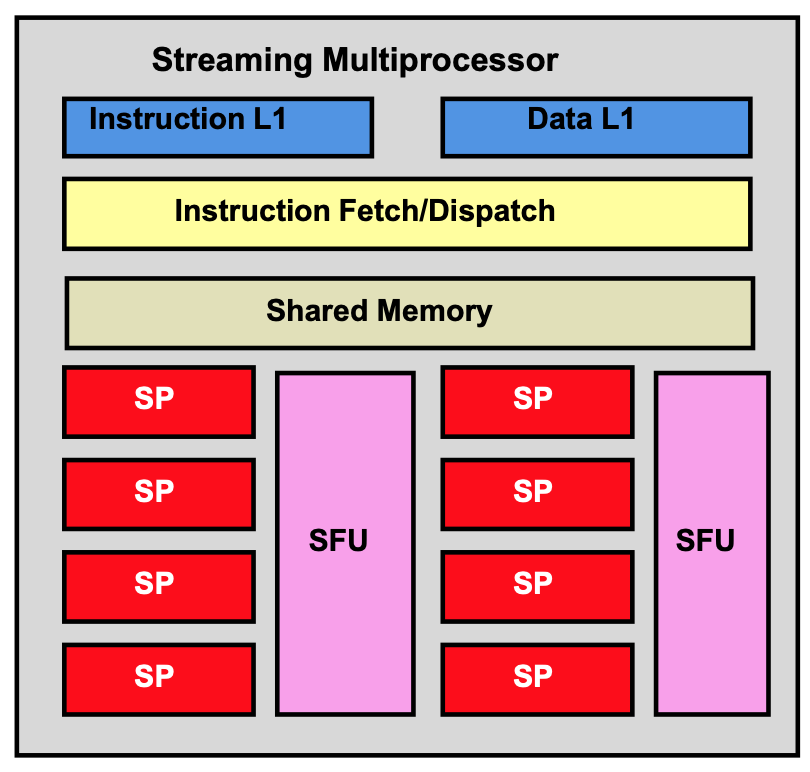 Streaming Multiprocessor
Instruction L1
Data L1
Instruction Fetch/Dispatch
Shared Memory
SP
SP
SP
SP
SFU
SP
SP
SP
SP
SFU